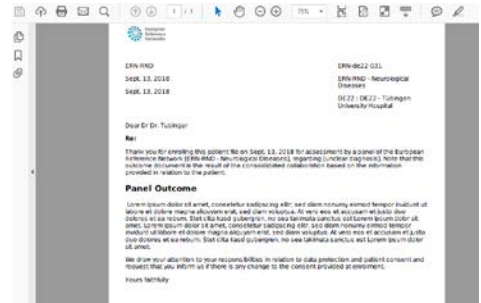 1 / 1
75%
European
Reference
Networks
ERN-RND
Sept. 13, 2018
Sept. 13, 2018
ERN-de22-031
ERN-RND - Neurological
Diseases
DE22 : DE22 - Tübingen
University Hospital
Dear Dr Dr. Tubinger
Re:
Thank you for enrolling this patient file on Sept. 13, 2018 for assessment by a panel of the European
Reference Network [ERN-RND - Neurological Diseases], regarding [unclear diagnosis]. Note that this
outcome document is the result of the consolidated collaboration based on the information
provided in relation to the patient.
Panel Outcome
Lorem ipsum dolor sit amet, consetetur sadipscing elitr, sed diam nonumy eirmod tempor invidunt ut
labore et dolore magna aliquyam erat, sed diam voluptua. At vero eos et accusam et justo duo
dolores et ea rebum. Stet clita kasd gubergren, no sea takimata sanctus est Lorem ipsum dolor sit
amet. Lorem ipsum dolor sit amet, consetetur sadipscing elitr, sed diam nonumy eirmod tempor
invidunt ut labore et dolore magna aliquyam erat, sed diam voluptua. At vero eos et accusam et justo
duo dolores et ea rebum. Stet clita kasd gubergren, no sea takimata sanctus est Lorem ipsum dolor
sit amet.
We draw your attention to your responsibilities in relation to data protection and patient consent and
request that you inform us if there is any change to the consent provided at enrolment.
Yours faithfully